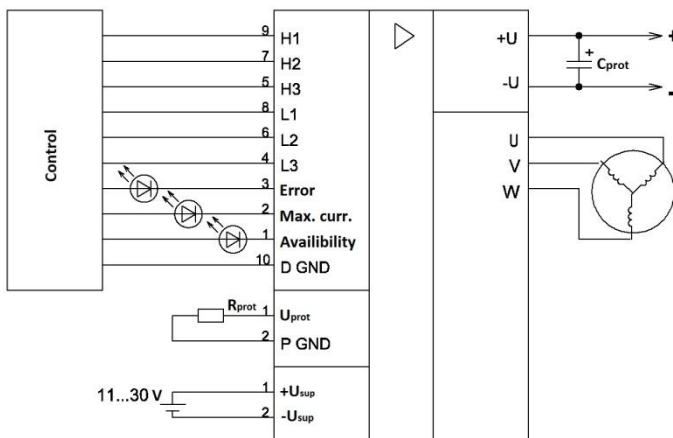 Control
9 H1
7 H2
5 H3
8 L1
6 L2
4 L3
3 Error
2 Max. curr.
1 Availibility
10 D GND
Rprot 1 Uprot
2 P GND
11...30 V 1 +Usup
2 -Usup
+U +
+ Cprot
-U -
U
V
W